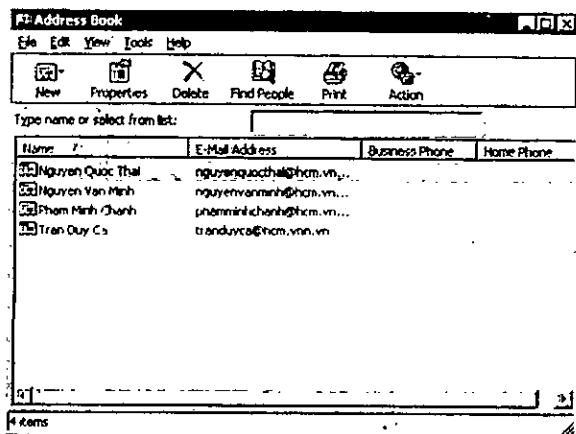 Address Book
File Edit View Tools Help
New Properties Delete Find People Print Action
Type name or select from list:
Name E-Mail Address Business Phone Home Phone
Nguyen Quoc Thai nguyenquocthai@hcm.vn...
Nguyen Van Minh nguyenvanminh@hcm.vn...
Pham Minh Chanh phamminhchanh@hcm.vn...
Tran Duy Ca tranduyca@hcm.vnn.vn
4 items